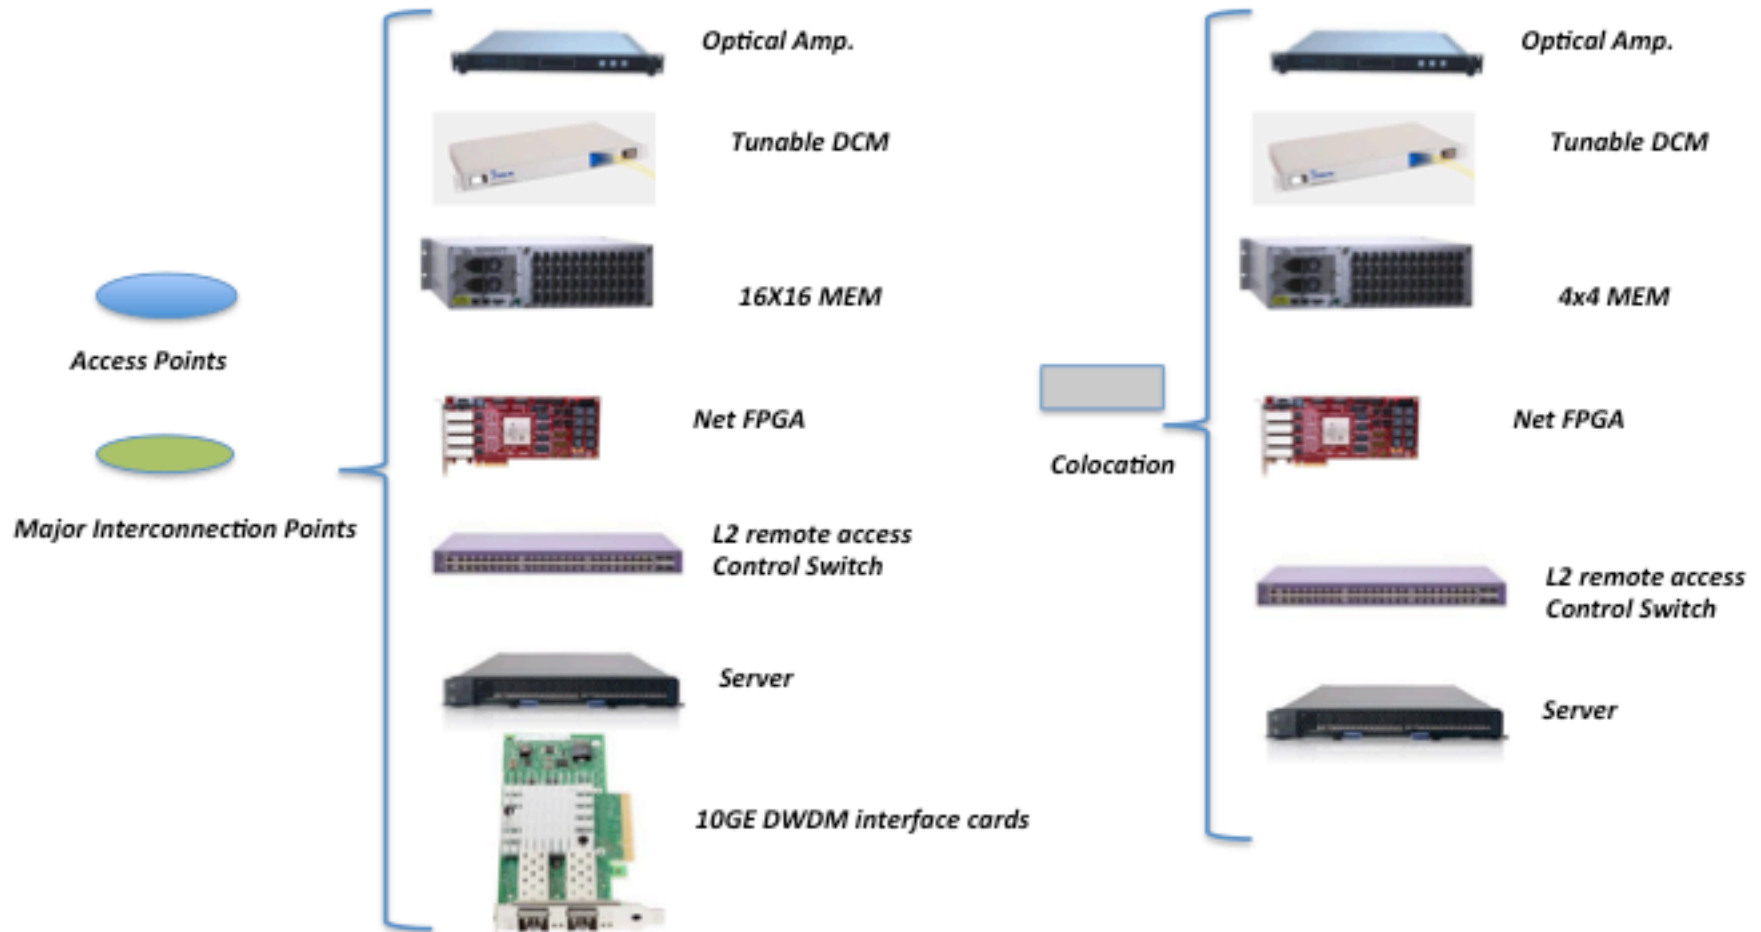 Access Points
Major Interconnection Points
Optical Amp.
Tunable DCM
16X16 MEM
Net FPGA
L2 remote access
Control Switch
Server
10GE DWDM interface cards
Colocation
Optical Amp.
Tunable DCM
4x4 MEM
Net FPGA
L2 remote access
Control Switch
Server